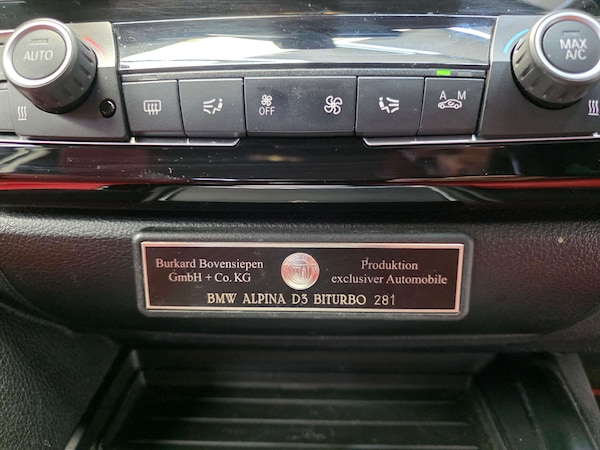 AUTO
MAX
A/C
OFF
A M
Burkard Bovensiepen
GmbH + Co. KG
Produktion
exclusiver Automobile
BMW ALPINA D3 BITURBO 281